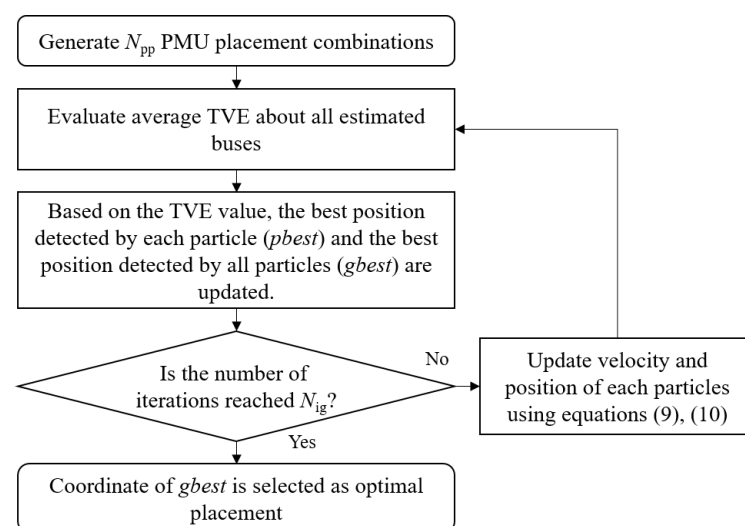 Generate Npp PMU placement combinations
Evaluate average TVE about all estimated
buses
Based on the TVE value, the best position
detected by each particle (pbest) and the best
position detected by all particles (gbest) are
updated.
Is the number of
iterations reached Nig?
No
Yes
Update velocity and
position of each particles
using equations (9), (10)
Coordinate of gbest is selected as optimal
placement